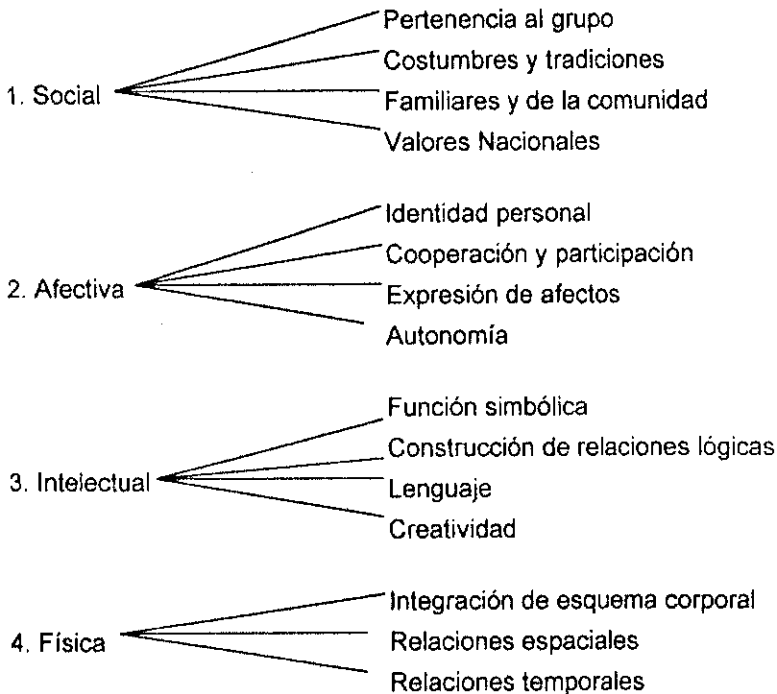 1. Social
Pertenencia al grupo
Costumbres y tradiciones
Familiares y de la comunidad
Valores Nacionales
2. Afectiva
Identidad personal
Cooperación y participación
Expresión de afectos
Autonomía
3. Intelectual
Función simbólica
Construcción de relaciones lógicas
Lenguaje
Creatividad
4. Física
Integración de esquema corporal
Relaciones espaciales
Relaciones temporales